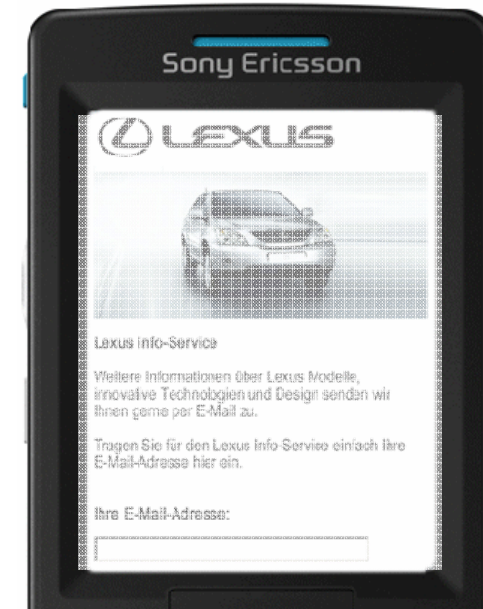 Sony Ericsson
LEXUS
Lexus Info-Service
Weitere Informationen über Lexus Modelle,
innovative Technologien und Design senden wir
Ihnen gerne per E-Mail zu.
Tragen Sie für den Lexus Info-Service einfach Ihre
E-Mail-Adresse hier ein.
Ihre E-Mail-Adresse: